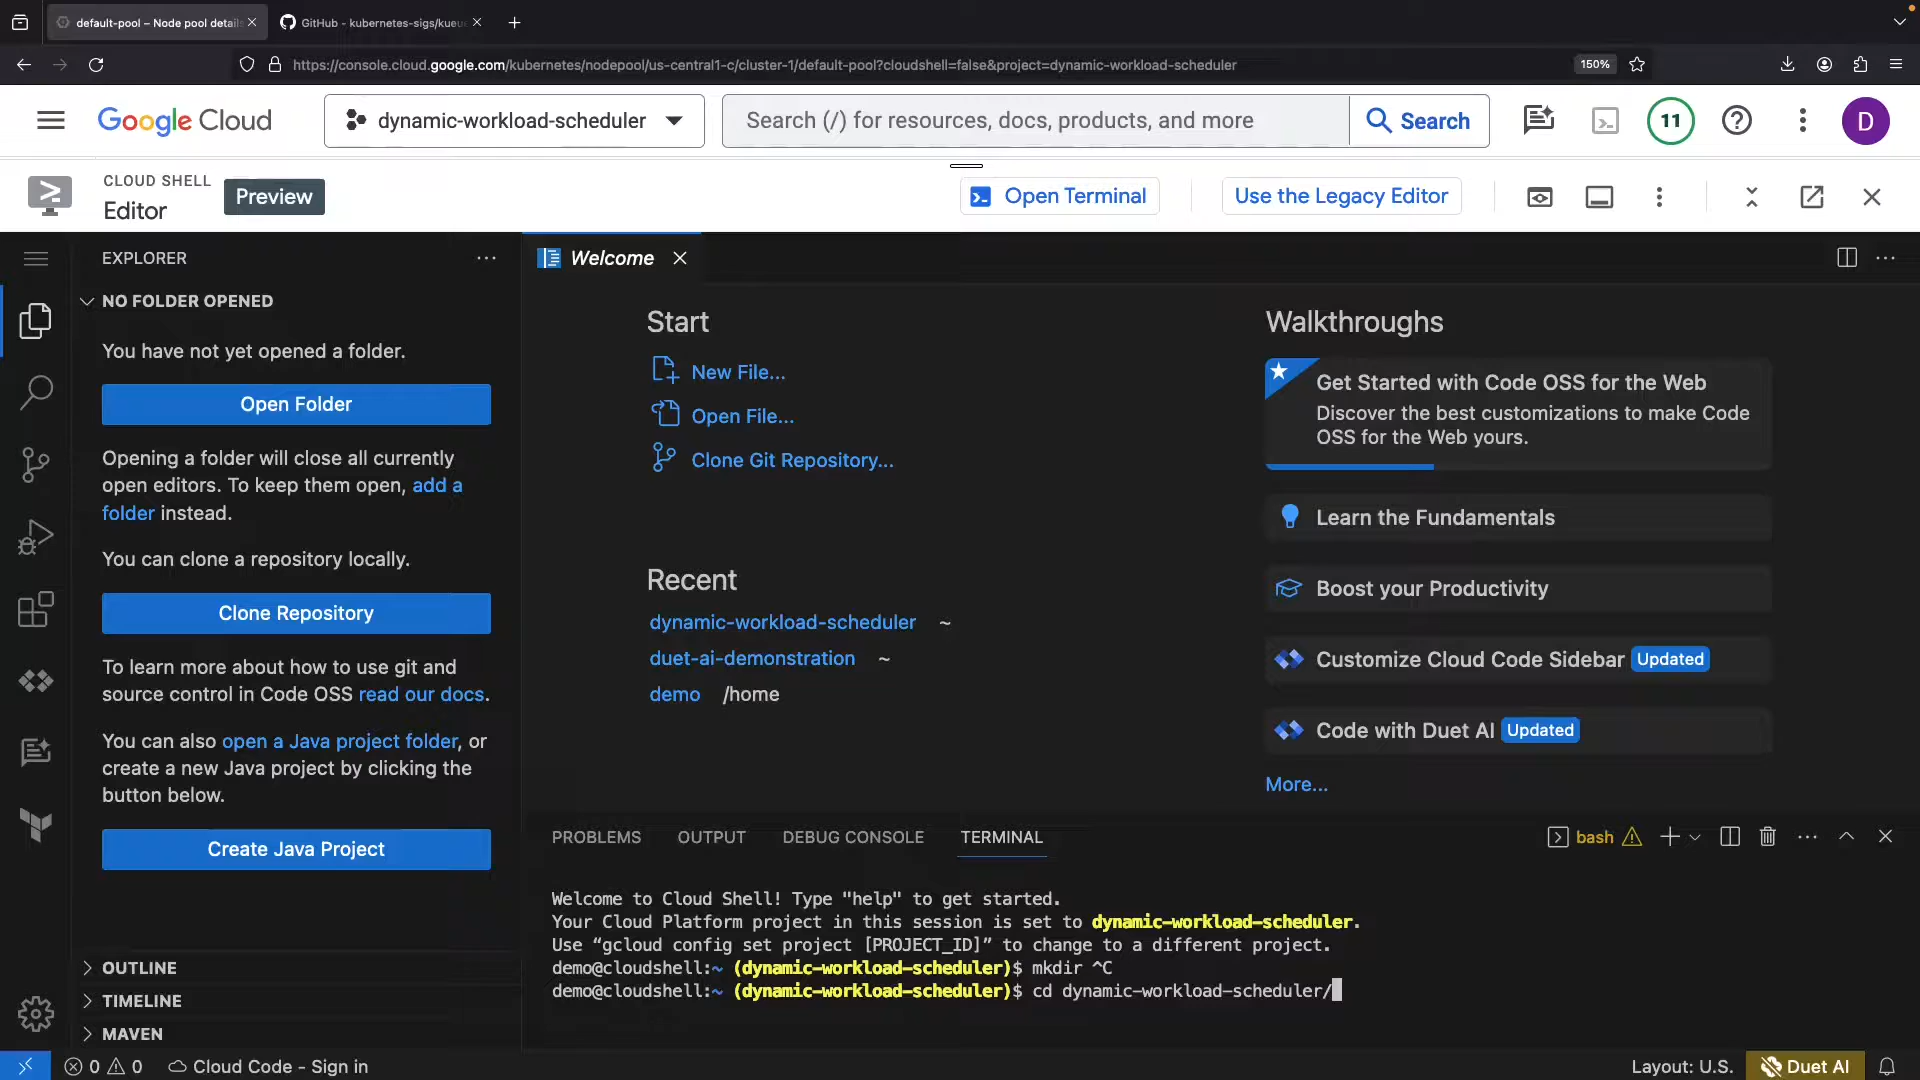 default-pool – Node pool details
GitHub - kubernetes-sigs/kueue
https://console.cloud.google.com/kubernetes/nodepool/us-central1-c/cluster-1/default-pool?cloudshell=false&project=dynamic-workload-scheduler
150%
Google Cloud
dynamic-workload-scheduler
Search (/) for resources, docs, products, and more
Search
11
D
CLOUD SHELL
Editor
Preview
Open Terminal
Use the Legacy Editor
EXPLORER
Welcome
NO FOLDER OPENED
You have not yet opened a folder.
Open Folder
Opening a folder will close all currently
open editors. To keep them open, add a
folder instead.
You can clone a repository locally.
Clone Repository
To learn more about how to use git and
source control in Code OSS read our docs.
You can also open a Java project folder, or
create a new Java project by clicking the
button below.
Create Java Project
OUTLINE
TIMELINE
MAVEN
Start
New File...
Open File...
Clone Git Repository...
Recent
dynamic-workload-scheduler ~
duet-ai-demonstration ~
demo /home
Walkthroughs
Get Started with Code OSS for the Web
Discover the best customizations to make Code
OSS for the Web yours.
Learn the Fundamentals
Boost your Productivity
Customize Cloud Code Sidebar Updated
Code with Duet AI Updated
More...
PROBLEMS OUTPUT DEBUG CONSOLE TERMINAL
bash
Welcome to Cloud Shell! Type "help" to get started.
Your Cloud Platform project in this session is set to dynamic-workload-scheduler.
Use “gcloud config set project [PROJECT_ID]” to change to a different project.
demo@cloudshell:~ (dynamic-workload-scheduler)$ mkdir ^C
demo@cloudshell:~ (dynamic-workload-scheduler)$ cd dynamic-workload-scheduler/
0 0 Cloud Code - Sign in
Layout: U.S.
Duet AI